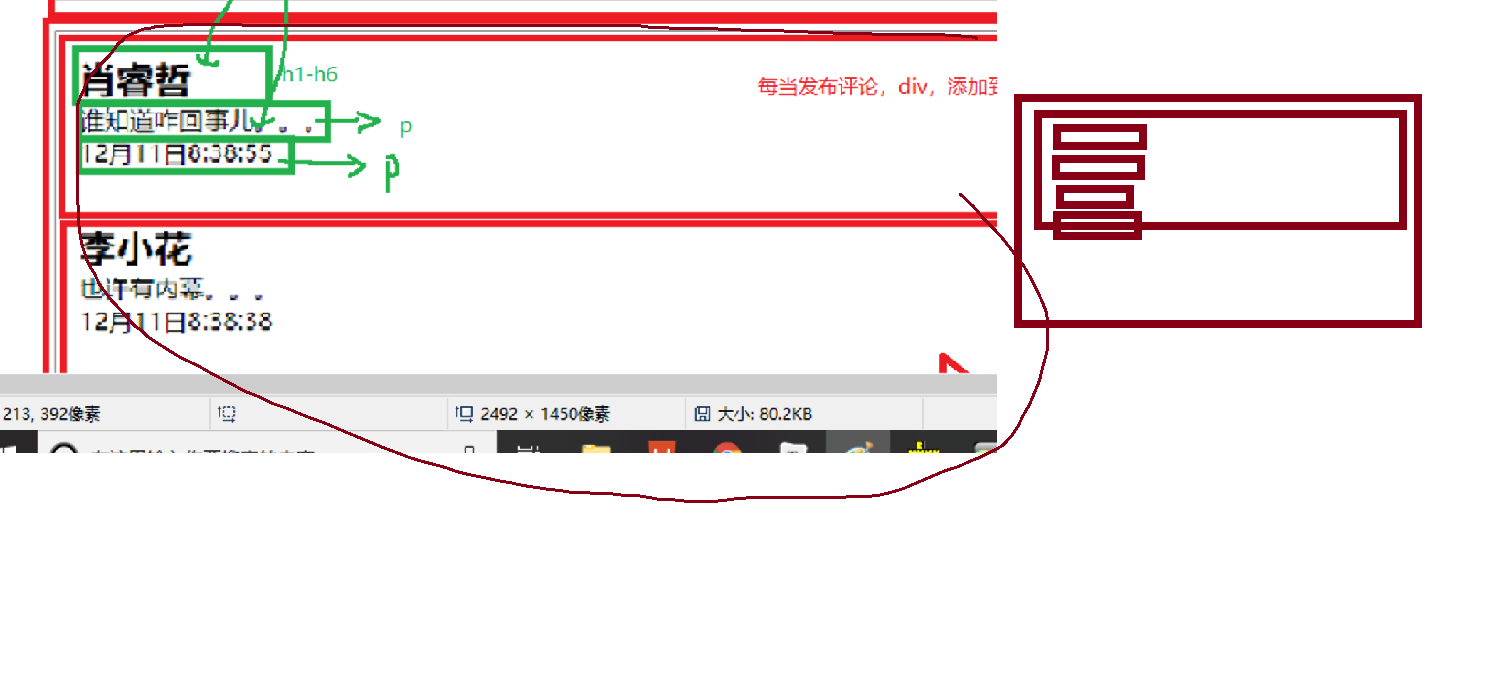 肖睿哲
h1-h6
每当发布评论，div，添加到
谁知道咋回事儿。。。
p
12月11日8:38:55
p
李小花
也许有内幕。。。
12月11日8:38:38
213, 392像素
2492 × 1450像素
大小: 80.2KB